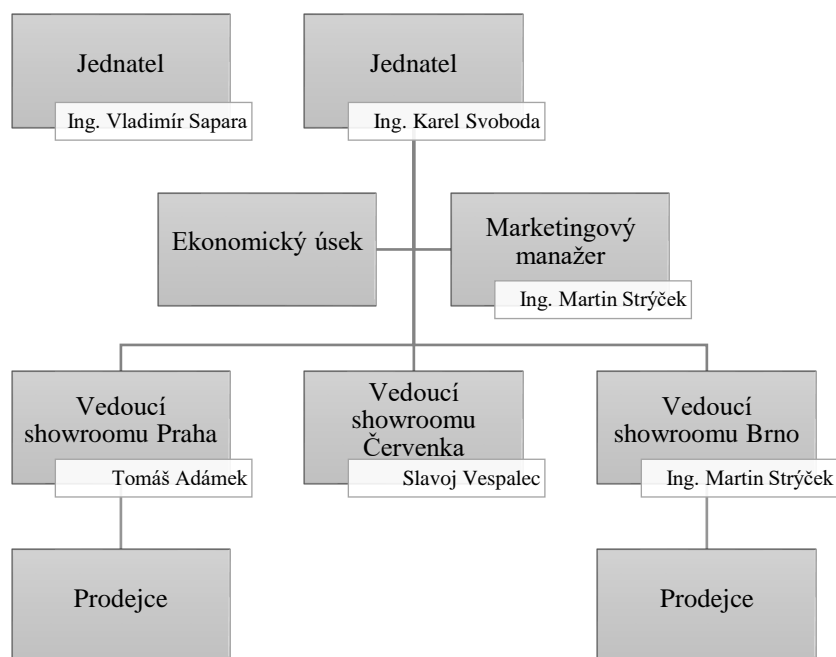 Jednatel
Ing. Vladimír Sapara
Jednatel
Ing. Karel Svoboda
Ekonomický úsek
Marketingový
manažer
Ing. Martin Strýček
Vedoucí
showroomu Praha
Tomáš Adámek
Vedoucí
showroomu
Červenka
Slavoj Vespalec
Vedoucí
showroomu Brno
Ing. Martin Strýček
Prodejce
Prodejce